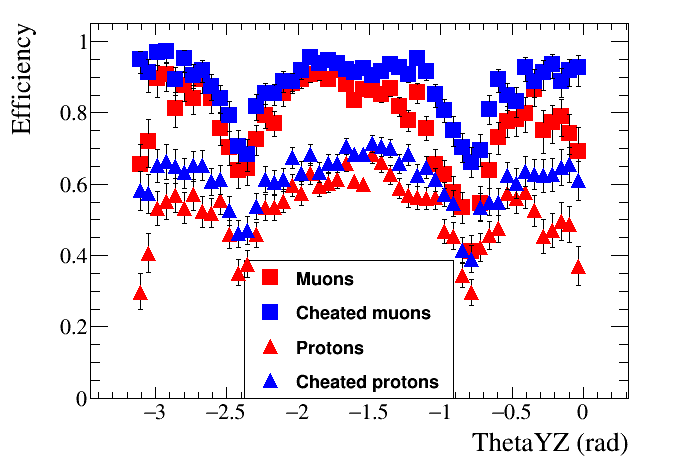 Efficiency
1
0.8
0.6
0.4
0.2
0
Muons
Cheated muons
Protons
Cheated protons
−3 −2.5 −2 −1.5 −1 −0.5 0
ThetaYZ (rad)